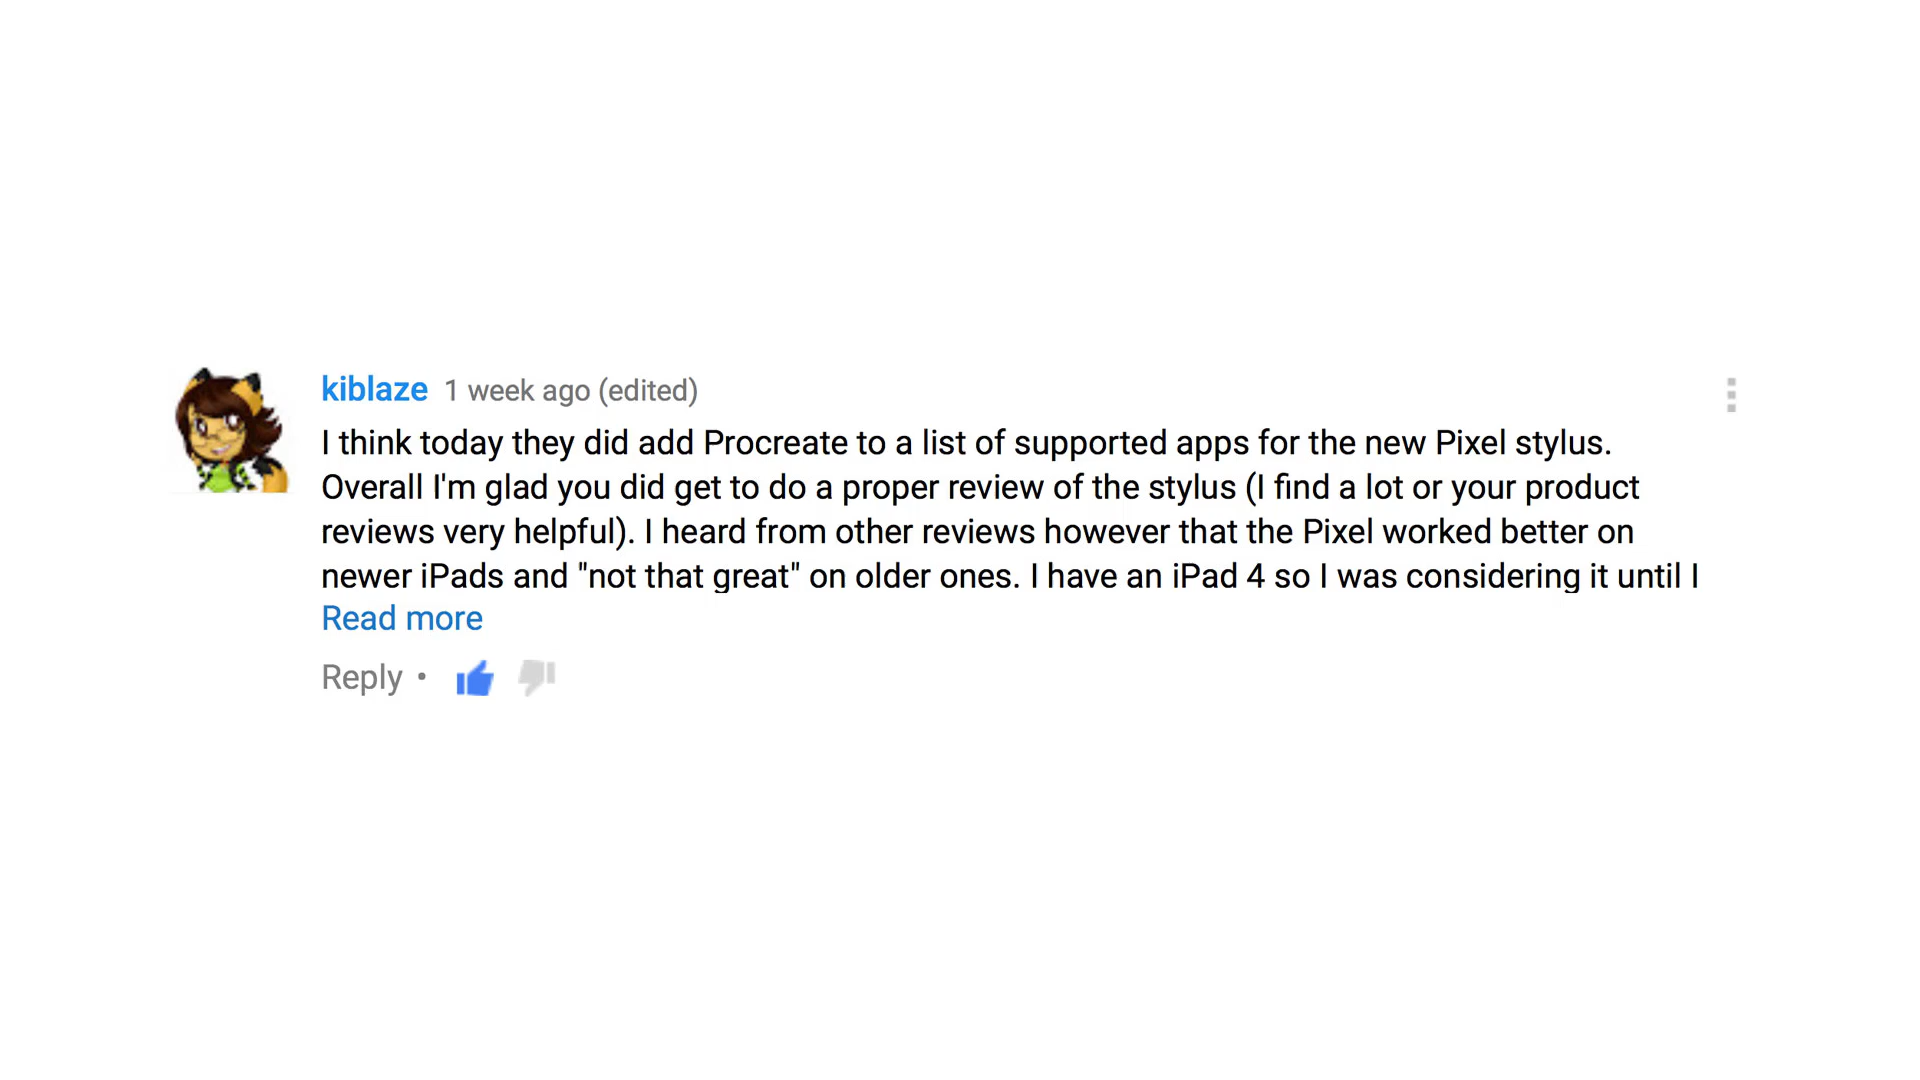 kiblaze 1 week ago (edited)
I think today they did add Procreate to a list of supported apps for the new Pixel stylus.
Overall I'm glad you did get to do a proper review of the stylus (I find a lot or your product
reviews very helpful). I heard from other reviews however that the Pixel worked better on
newer iPads and "not that great" on older ones. I have an iPad 4 so I was considering it until I
Read more
Reply •